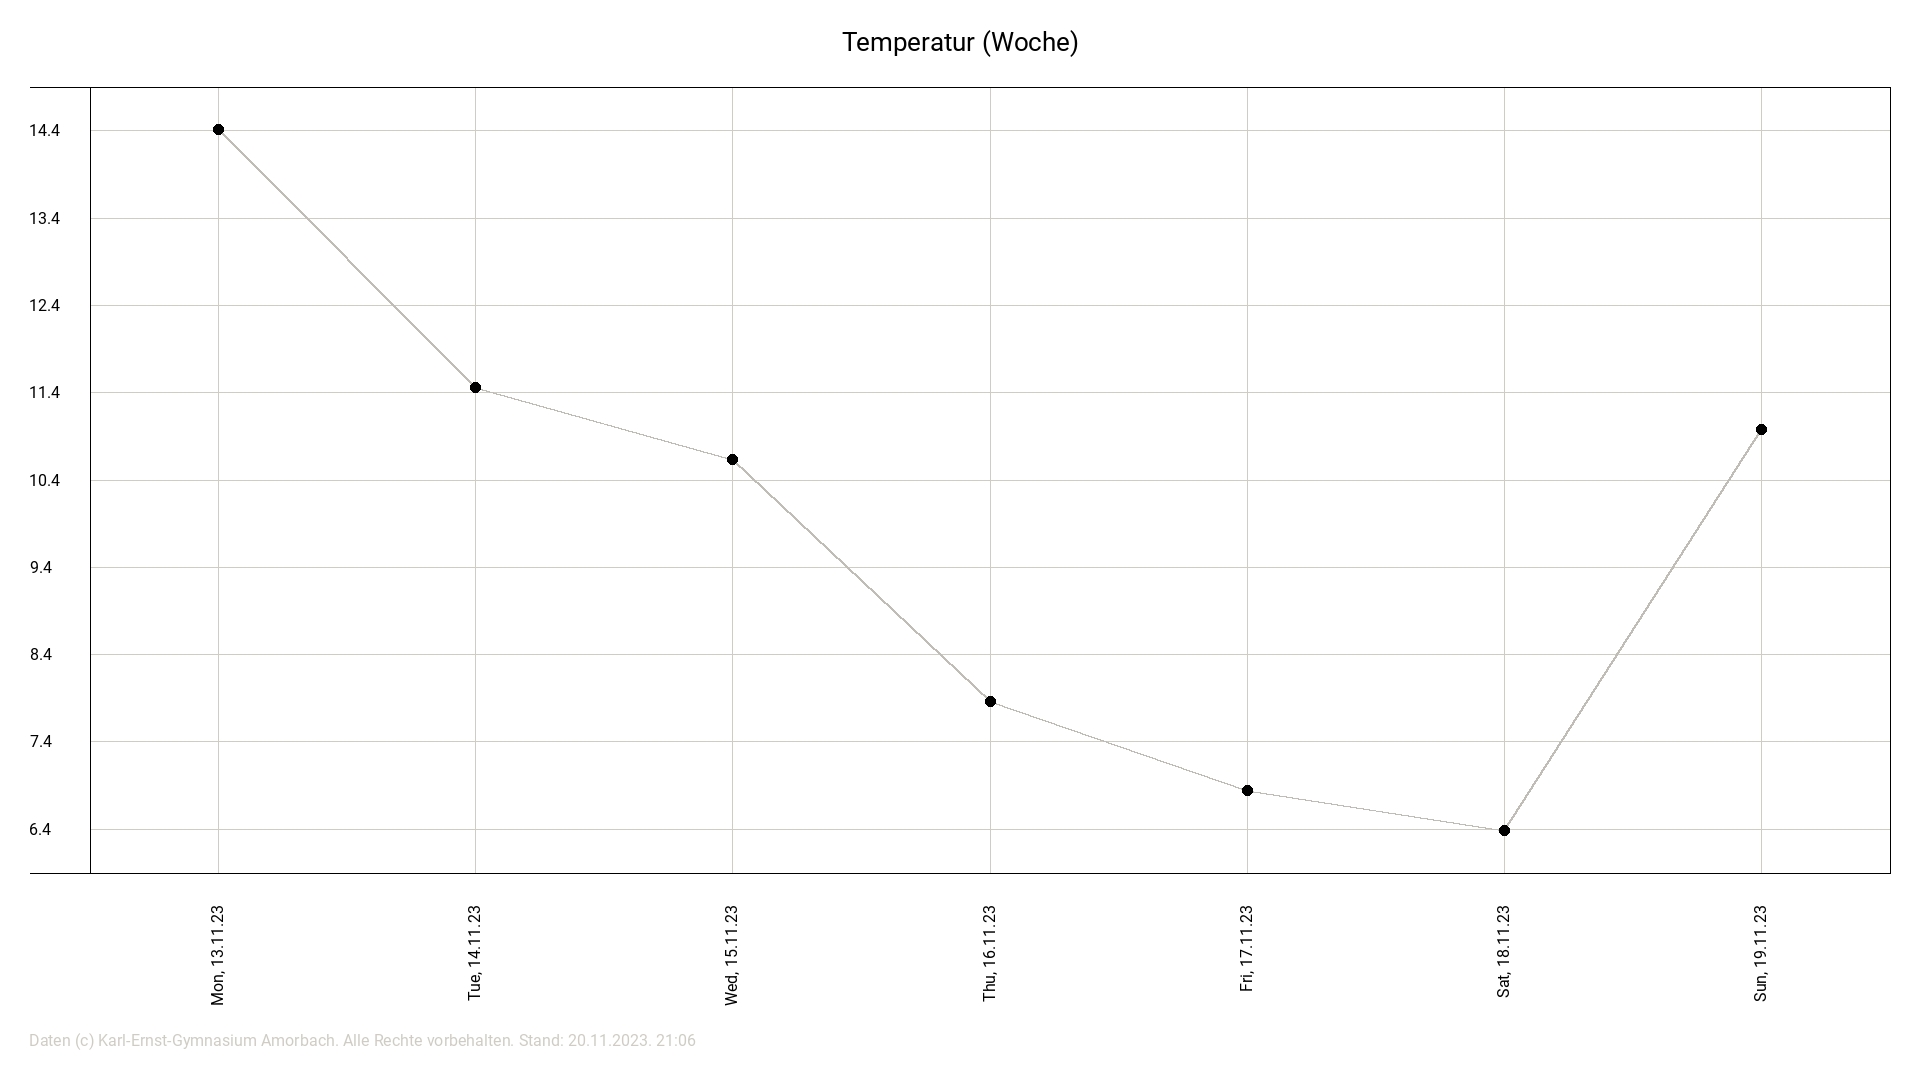 Temperatur (Woche)
14.4
13.4
12.4
11.4
10.4
9.4
8.4
7.4
6.4
Mon, 13.11.23
Tue, 14.11.23
Wed, 15.11.23
Thu, 16.11.23
Fri, 17.11.23
Sat, 18.11.23
Sun, 19.11.23
Daten (c) Karl-Ernst-Gymnasium Amorbach. Alle Rechte vorbehalten. Stand: 20.11.2023. 21:06